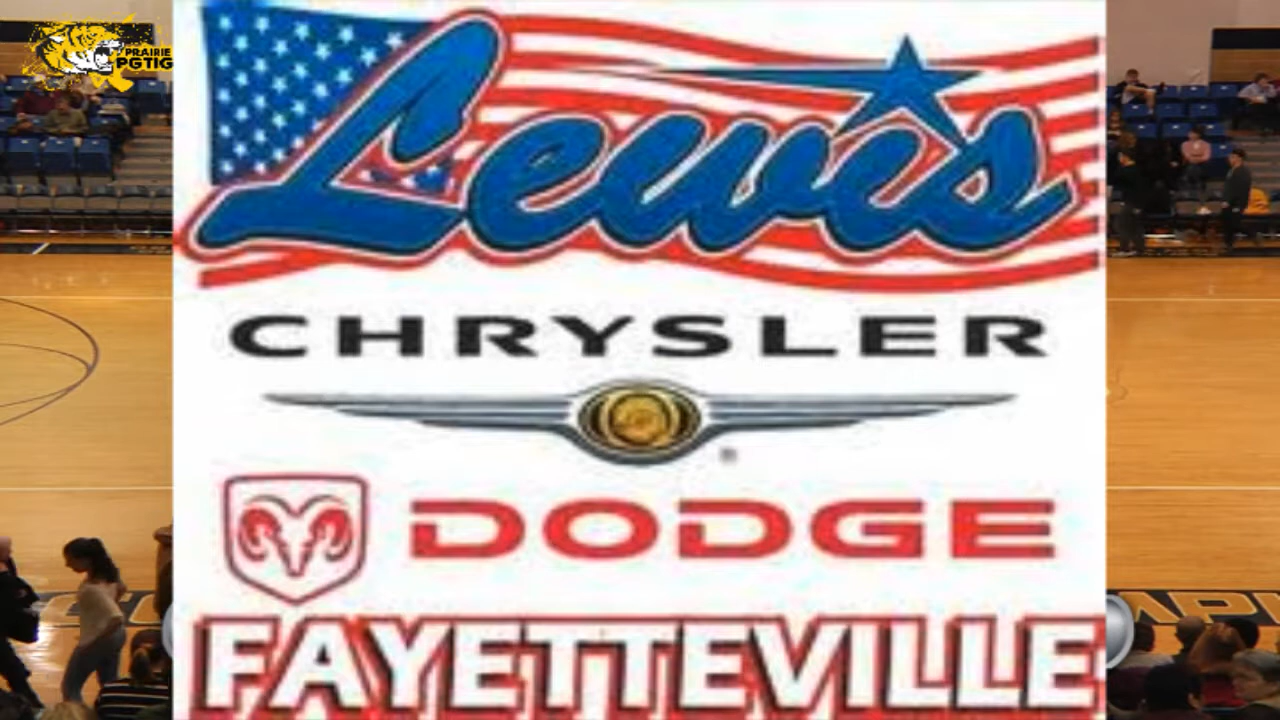 PRAIRIE
PGTIG
Lewis
CHRYSLER
®
DODGE
FAYETTEVILLE